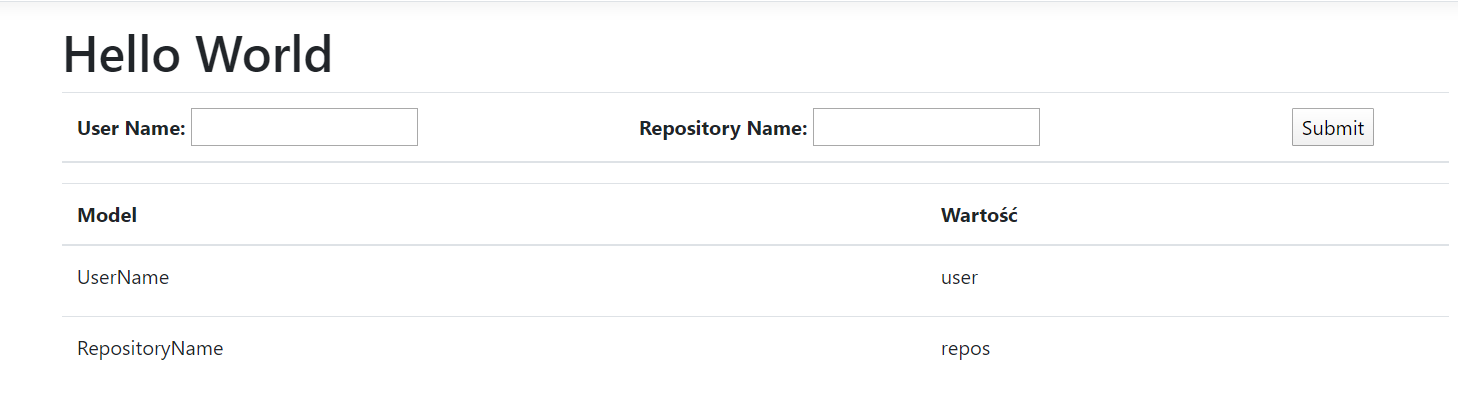 Hello World
User Name: Repository Name: Submit
Model Wartość
UserName user
RepositoryName repos